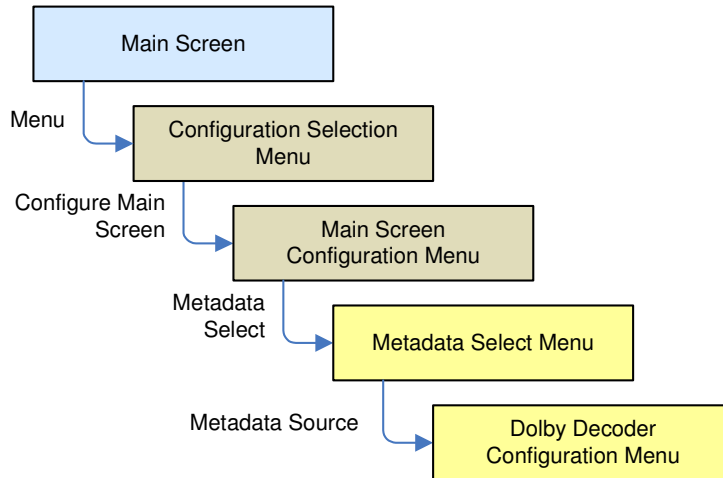 Main Screen
Menu
Configuration Selection
Menu
Configure Main
Screen
Main Screen
Configuration Menu
Metadata
Select
Metadata Select Menu
Metadata Source
Dolby Decoder
Configuration Menu